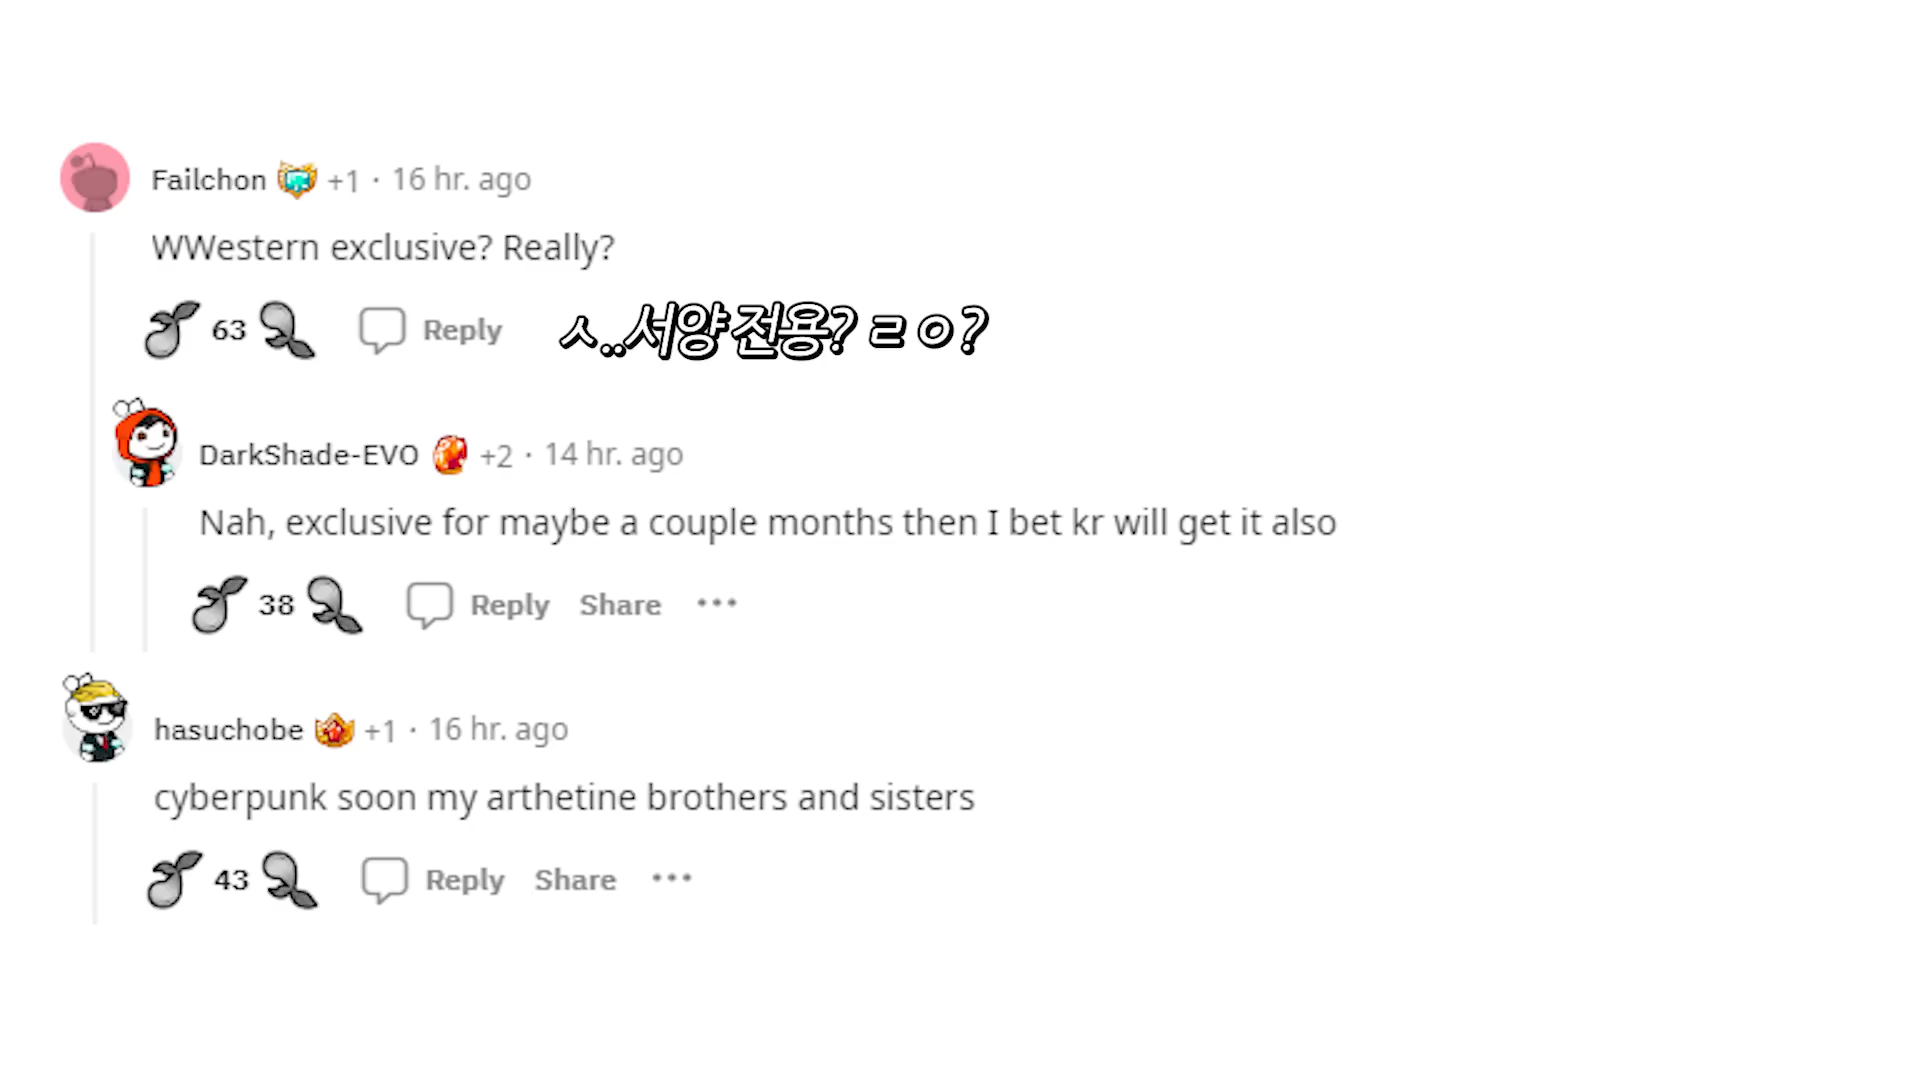 Failchon +1 · 16 hr. ago
WWestern exclusive? Really?
63 Reply ㅅ..서양 전용? ㄹㅇ?
DarkShade-EVO +2 · 14 hr. ago
Nah, exclusive for maybe a couple months then I bet kr will get it also
38 Reply Share ...
hasuchobe +1 · 16 hr. ago
cyberpunk soon my arthetine brothers and sisters
43 Reply Share ...